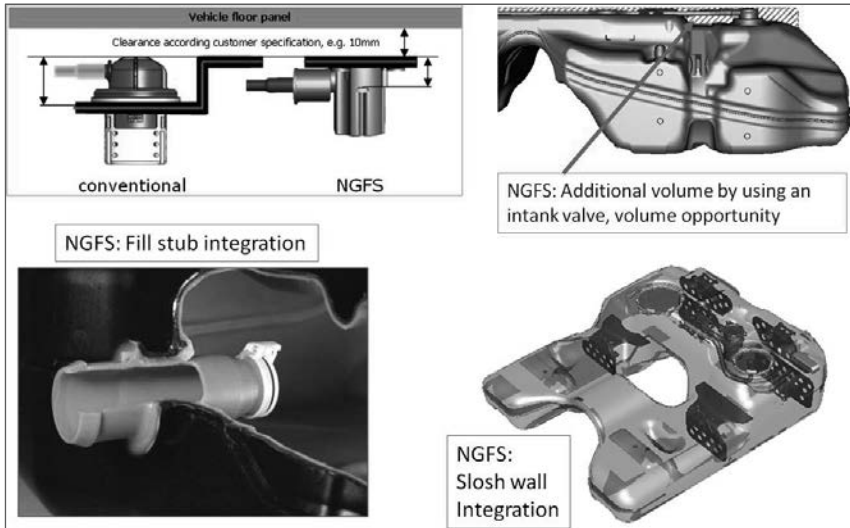 Vehicle floor panel
Clearance according customer specification, e.g. 10mm
conventional
NGFS
NGFS: Additional volume by using an
intank valve, volume opportunity
NGFS: Fill stub integration
NGFS:
Slosh wall
Integration